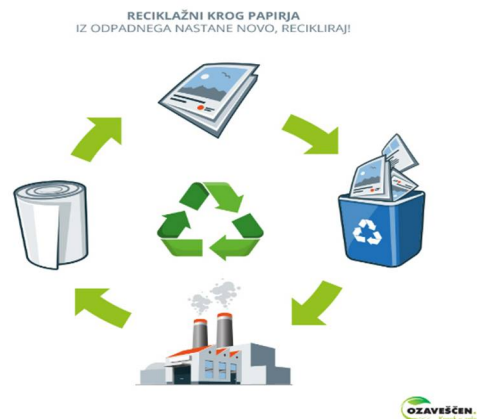 RECIKLAŽNI KROG PAPIRJA
IZ ODPADNEGA NASTANE NOVO, RECIKLIRAJ!
OZAVEŠČEN.